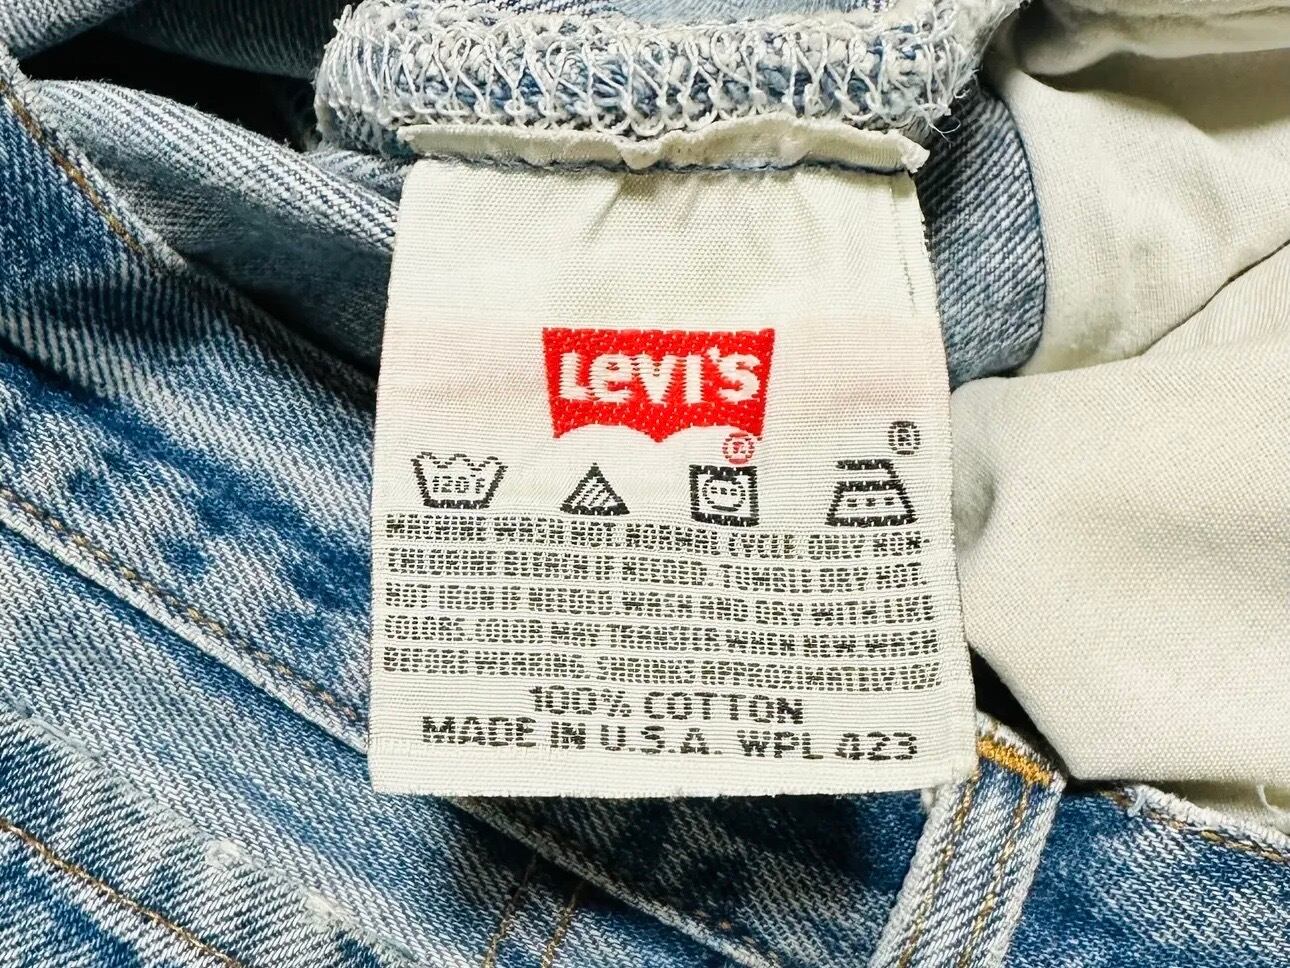 LEVI'S
®
®
120°F
MACHINE WASH HOT. NORMAL CYCLE. ONLY NON
CHLORINE BLEACH IF NEEDED. TUMBLE DRY HOT.
HOT IRON IF NEEDED WASH AND DRY WITH LIKE
COLORS. COLOR MAY TRANSFER WHEN NEW. WASH
BEFORE WEARING. SHRINKS APPROXIMATELY
100% COTTON
MADE IN U.S.A. WPL 423